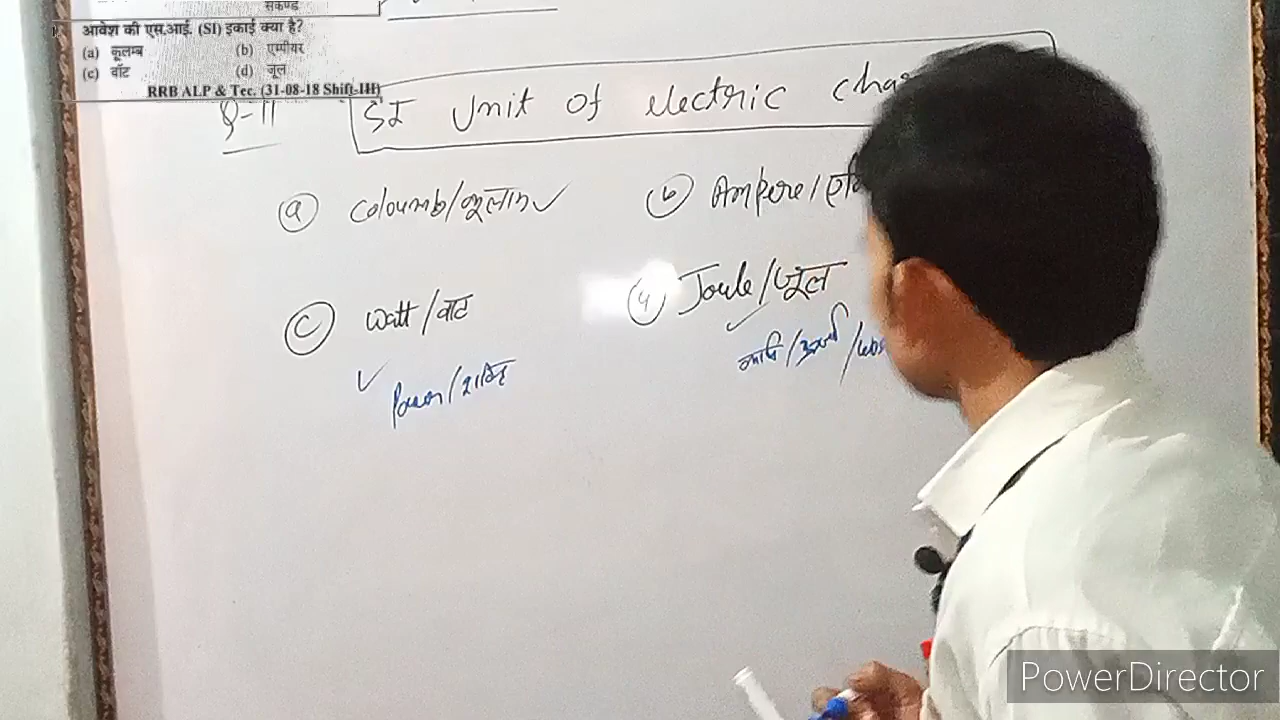 सेकेण्ड
आवेश की एस.आई. (SI) इकाई क्या है?
(a) कूलम्ब (b) एम्पीयर
(c) वॉट (d) जूल
RRB ALP & Tec. (31-08-18 Shift-III)
Q-11 SI Unit of electric cha
(a) Coloumb/कूलाम
(b) Ampere/
(c) Watt/वाट
Joule/जूल
Power/शक्ति
कार्य/ऊर्जा/
PowerDirector